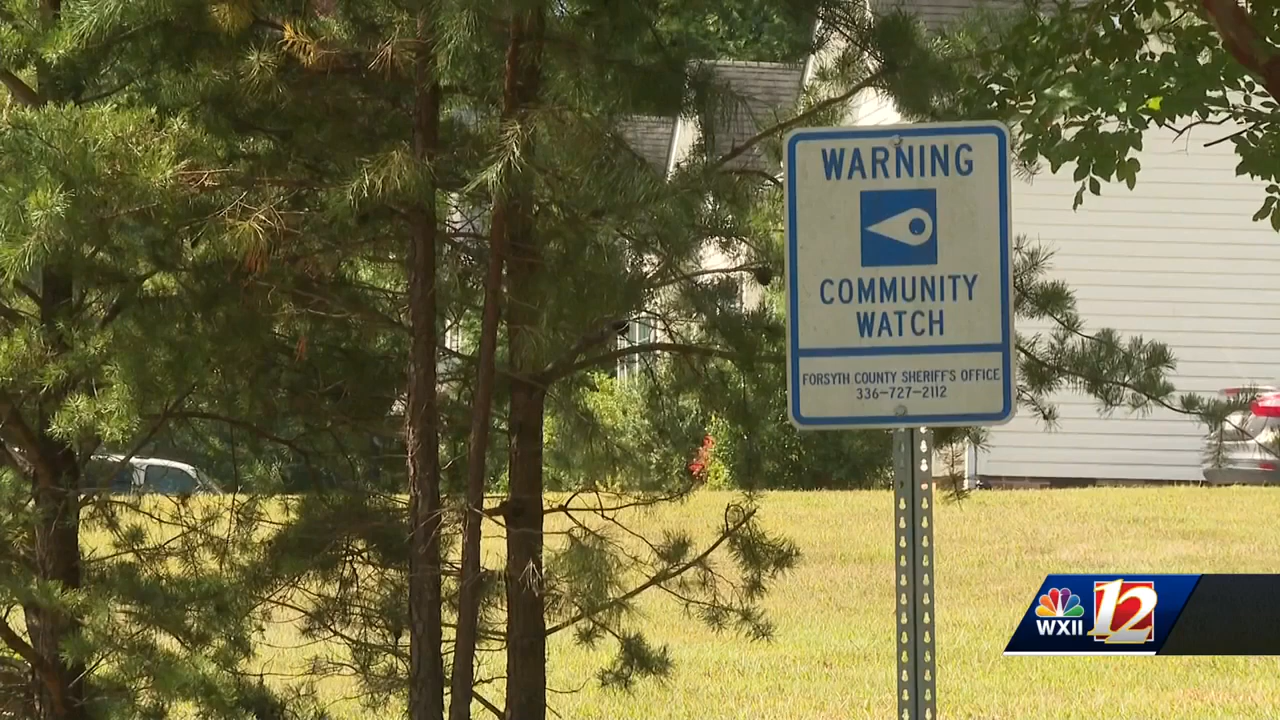 WARNING
COMMUNITY
WATCH
FORSYTH COUNTY SHERIFF'S OFFICE
336-727-2112
WXII 12